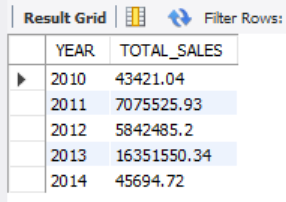 Result Grid Filter Rows:
YEAR TOTAL_SALES
2010 43421.04
2011 7075525.93
2012 5842485.2
2013 16351550.34
2014 45694.72